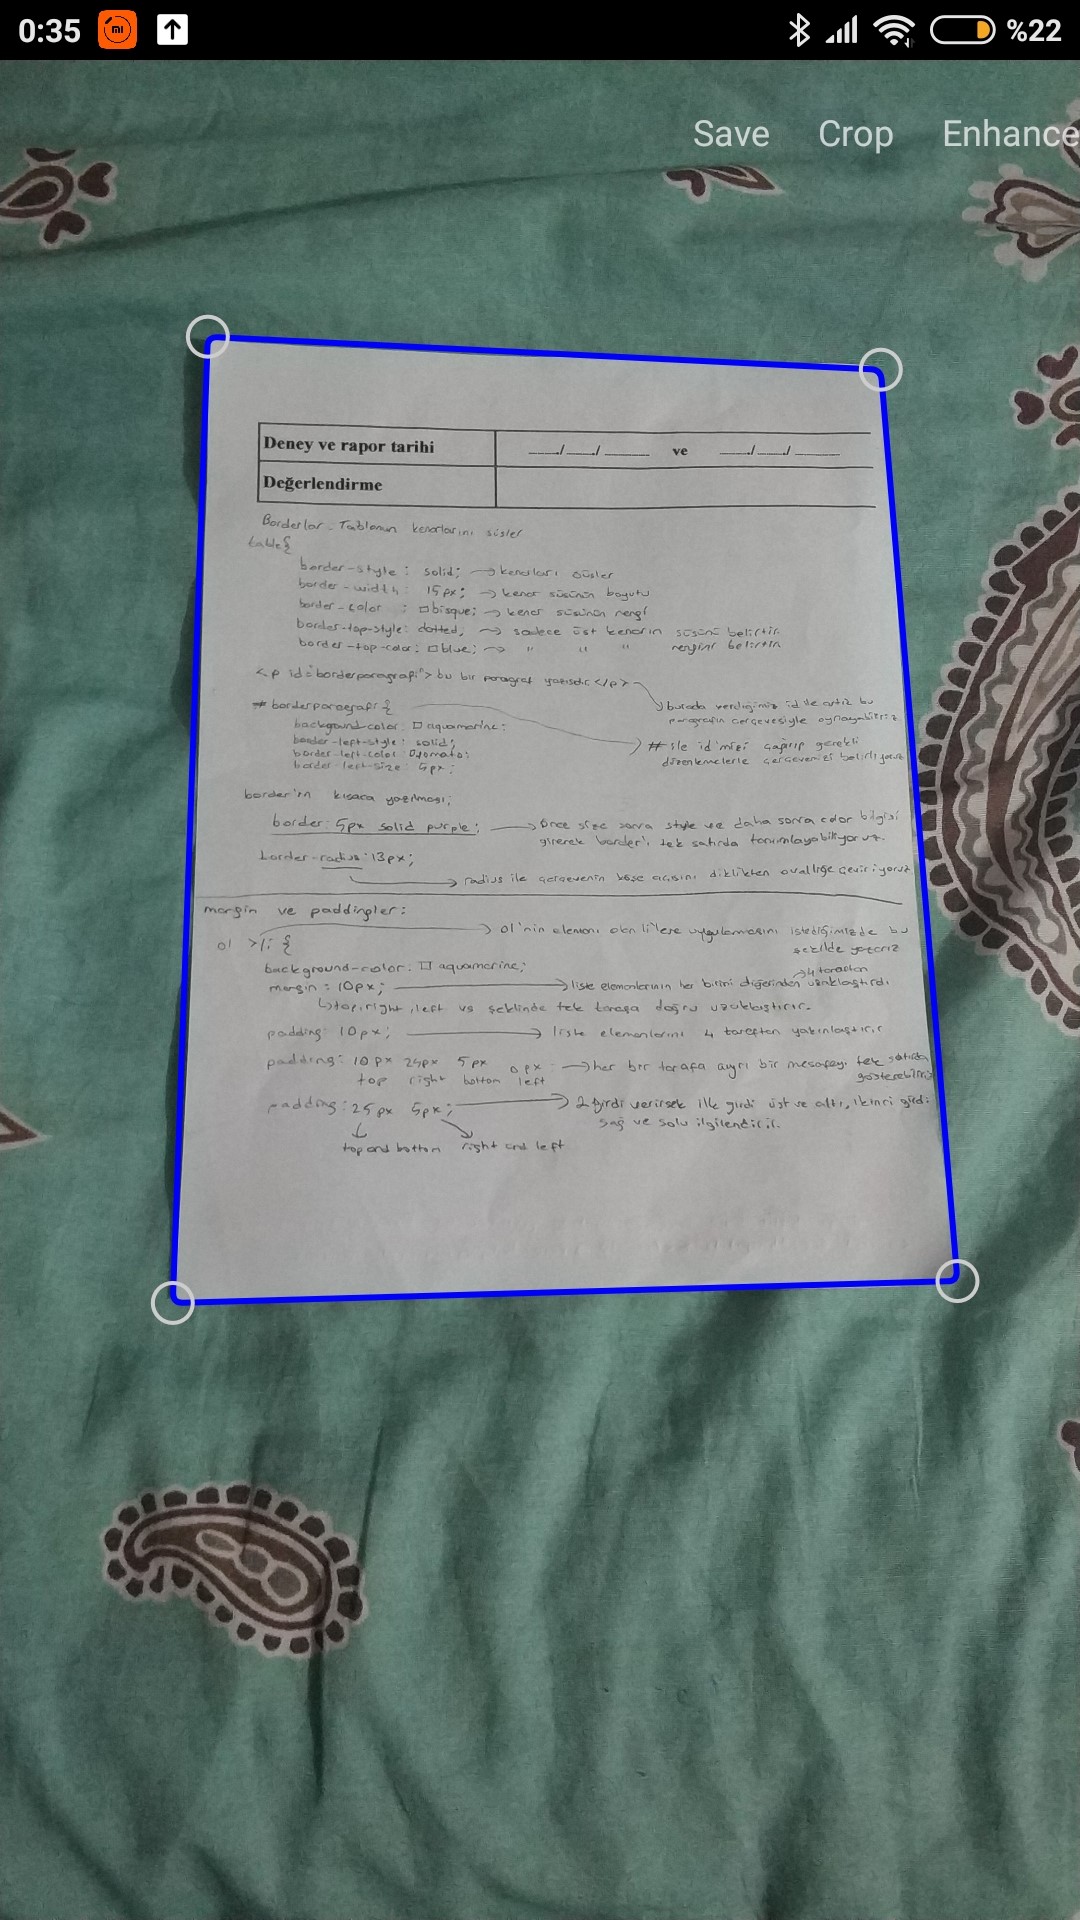 0:35
%22
Save Crop Enhance
Deney ve rapor tarihi ___/___/_____ ve ___/___/_____
Değerlendirme
Borderlar - Tablonun kenarlarını süsler
table{
border-style: solid; → kenarları süsler
border-width: 15px; → kenar süsünün boyutu
border-color: □bisque; → kenar süsünün rengi
border-top-style: dotted; → sadece üst kenarın süsünü belirtir.
border-top-color: □blue; → " " " rengini belirtir
<p id="borderparagrafi">bu bir paragraf yazısıdır.</p>
burada verdiğimiz id ile artık bu
paragrafın çerçevesiyle oynayabiliriz.
#borderparagrafi{
background-color: □aquamarine;
border-left-style: solid;
border-left-color: □tomato;
border-left-size: 5px;
# ile id'mizi çağırıp gerekli
düzenlemelerle çerçevemizi belirliyoruz
border'ın kısaca yazılması;
border: 5px solid purple; → önce size sonra style ve daha sonra color bilgisi
girerek border'ı tek satırda tanımlayabiliyoruz.
border-radius: 13px;
→ radius ile çerçevenin köşe açısını diklikten ovalliğe çeviriyoruz
margin ve paddingler:
ol >li {
→ ol'nin elemanı olan li'lere uygulanmasını istediğimizde bu
şekilde yazarız
background-color: □aquamarine;
margin: 10px; → liste elemanlarının her birini diğerinden uzaklaştırdı.
→ 4 taraftan
↳ top, right, left vs şeklinde tek tarafa doğru uzaklaştırır.
padding: 10px; → liste elemanlarını 4 taraftan yakınlaştırır
padding: 10px 25px 5px 0px; → her bir tarafa ayrı bir mesafeyi tek satırda
gösterebiliriz
top right bottom left
padding: 25px 5px; → 2 girdi verirsek ilk girdi üst ve altı, ikinci girdi
sağ ve solu ilgilendirir.
top and bottom right and left